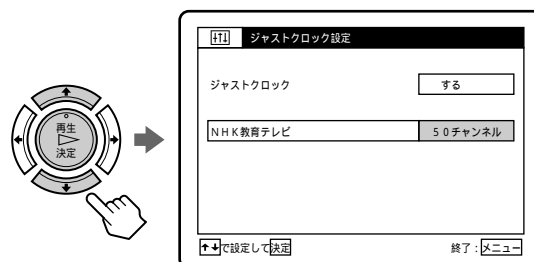 ジャストクロック設定
ジャストクロック する
NHK教育テレビ 50チャンネル
再生
決定
↑↓で設定して決定 終了:メニュー